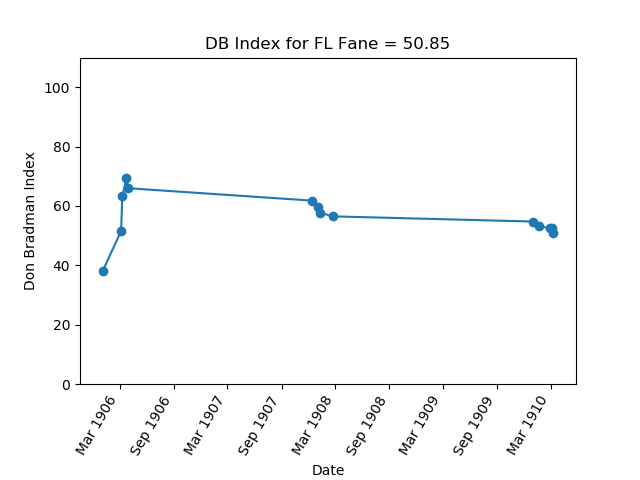 DB Index for FL Fane = 50.85
Don Bradman Index
100
80
60
40
20
0
Mar 1906
Sep 1906
Mar 1907
Sep 1907
Mar 1908
Sep 1908
Mar 1909
Sep 1909
Mar 1910
Date